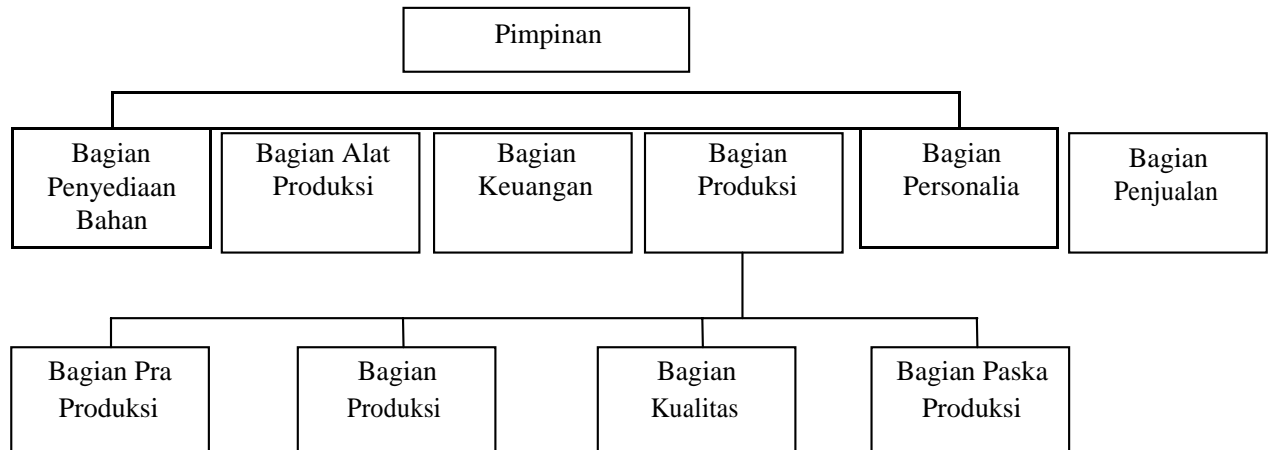 Pimpinan
Bagian
Penyediaan
Bahan
Bagian Alat
Produksi
Bagian
Keuangan
Bagian
Produksi
Bagian
Personalia
Bagian
Penjualan
Bagian Pra
Produksi
Bagian
Produksi
Bagian
Kualitas
Bagian Paska
Produksi